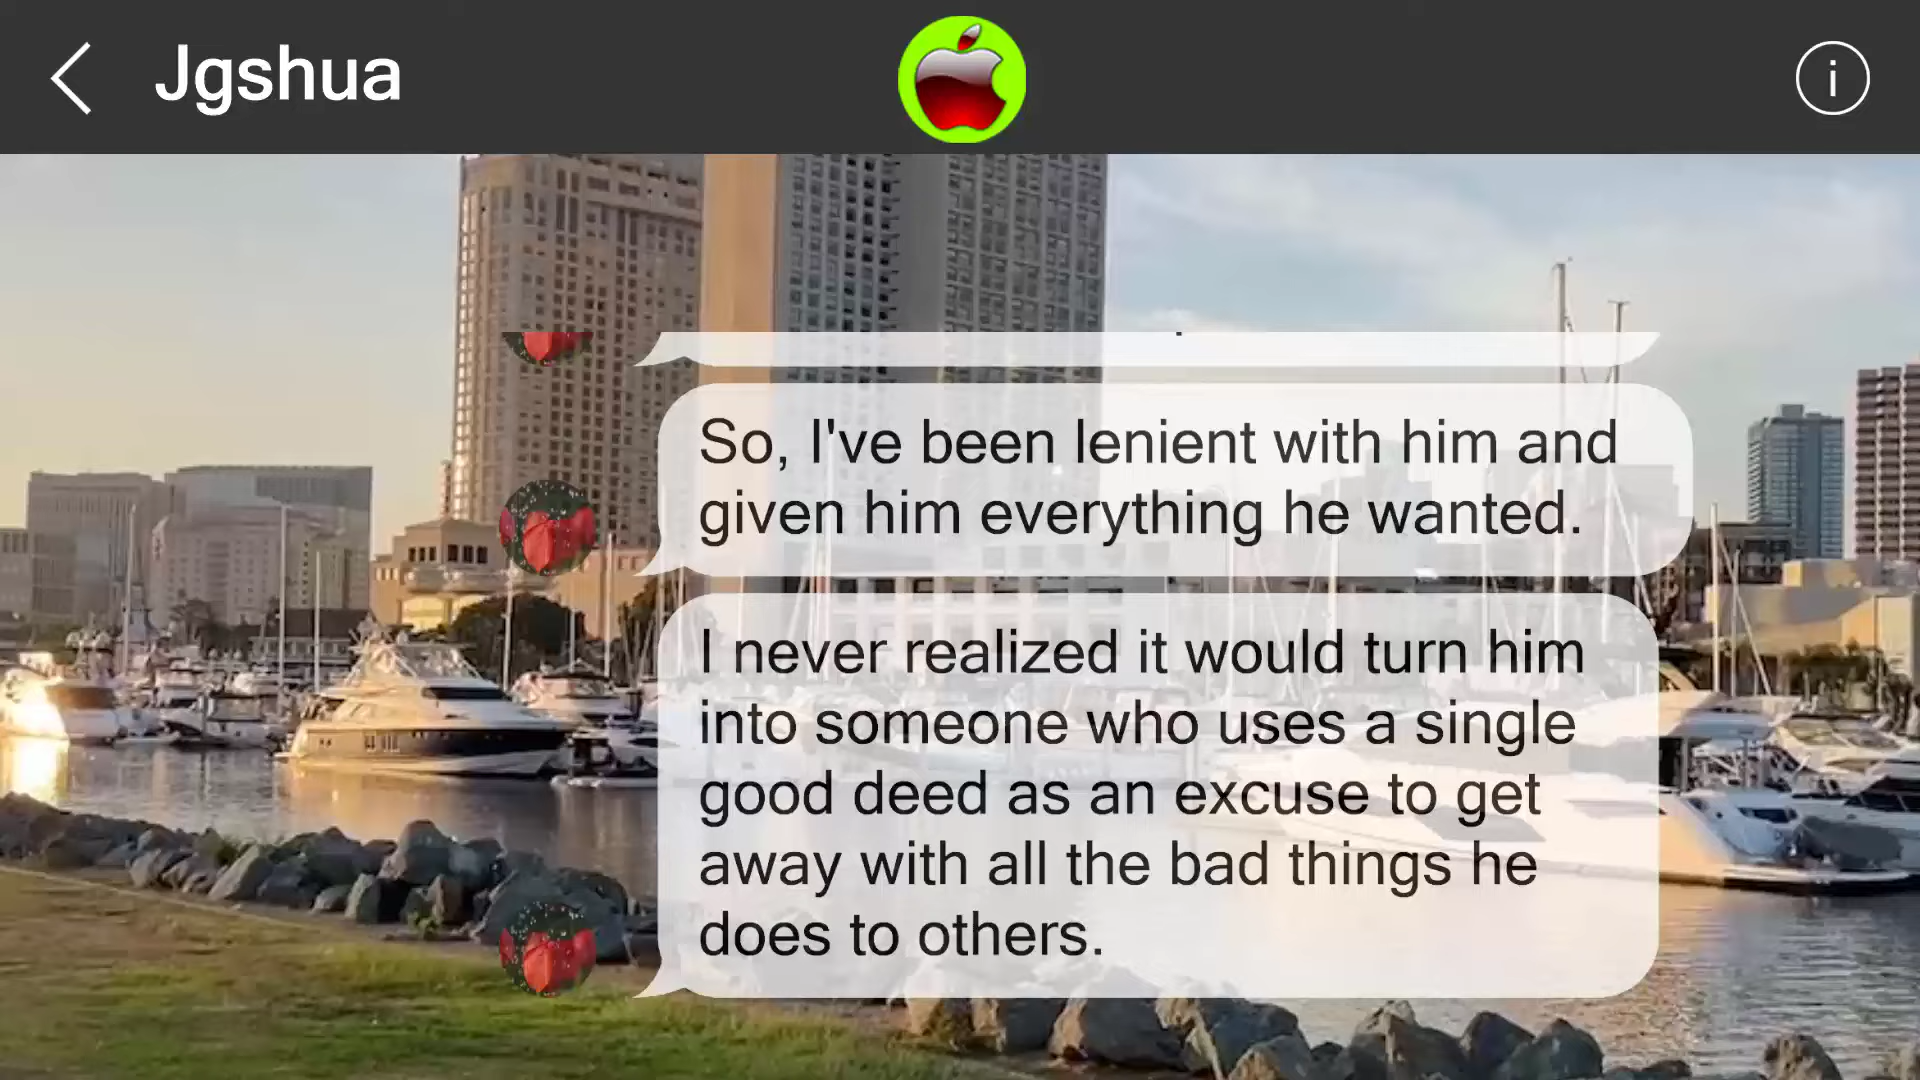 Jgshua
i
So, I've been lenient with him and
given him everything he wanted.
I never realized it would turn him
into someone who uses a single
good deed as an excuse to get
away with all the bad things he
does to others.